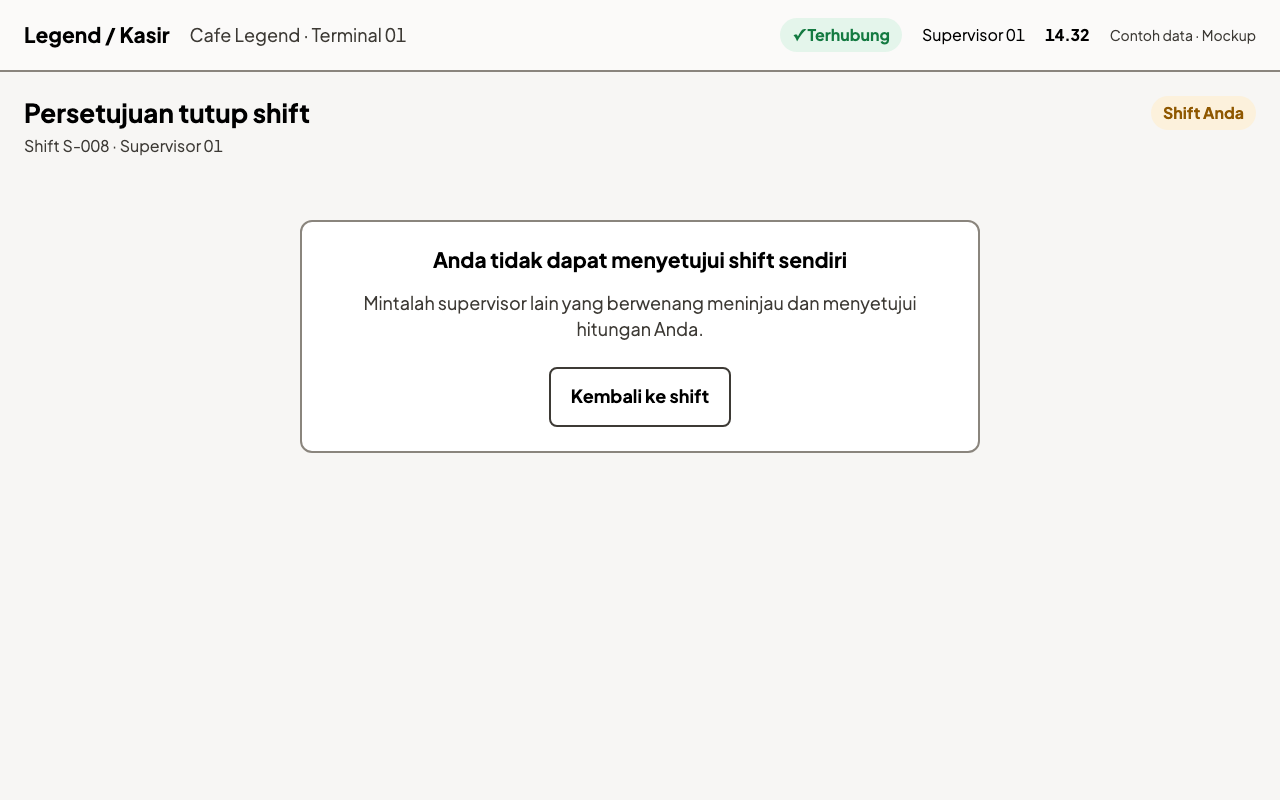 Legend / Kasir
Cafe Legend · Terminal 01
✓Terhubung
Supervisor 01
14.32
Contoh data · Mockup
Persetujuan tutup shift
Shift Anda
Shift S-008 · Supervisor 01
Anda tidak dapat menyetujui shift sendiri
Mintalah supervisor lain yang berwenang meninjau dan menyetujui
hitungan Anda.
Kembali ke shift